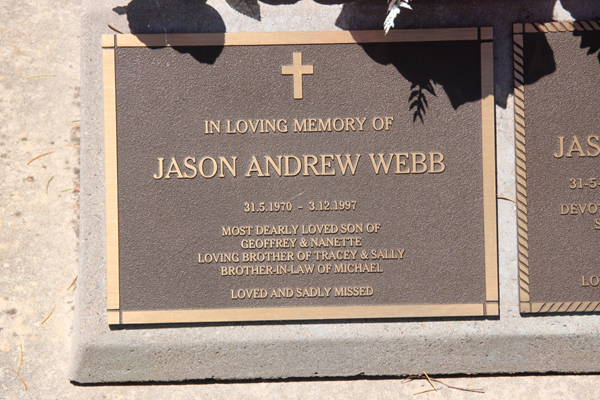 IN LOVING MEMORY OF
JASON ANDREW WEBB
31.5.1970 - 3.12.1997
MOST DEARLY LOVED SON OF
GEOFFREY & NANETTE
LOVING BROTHER OF TRACEY & SALLY
BROTHER-IN-LAW OF MICHAEL
LOVED AND SADLY MISSED